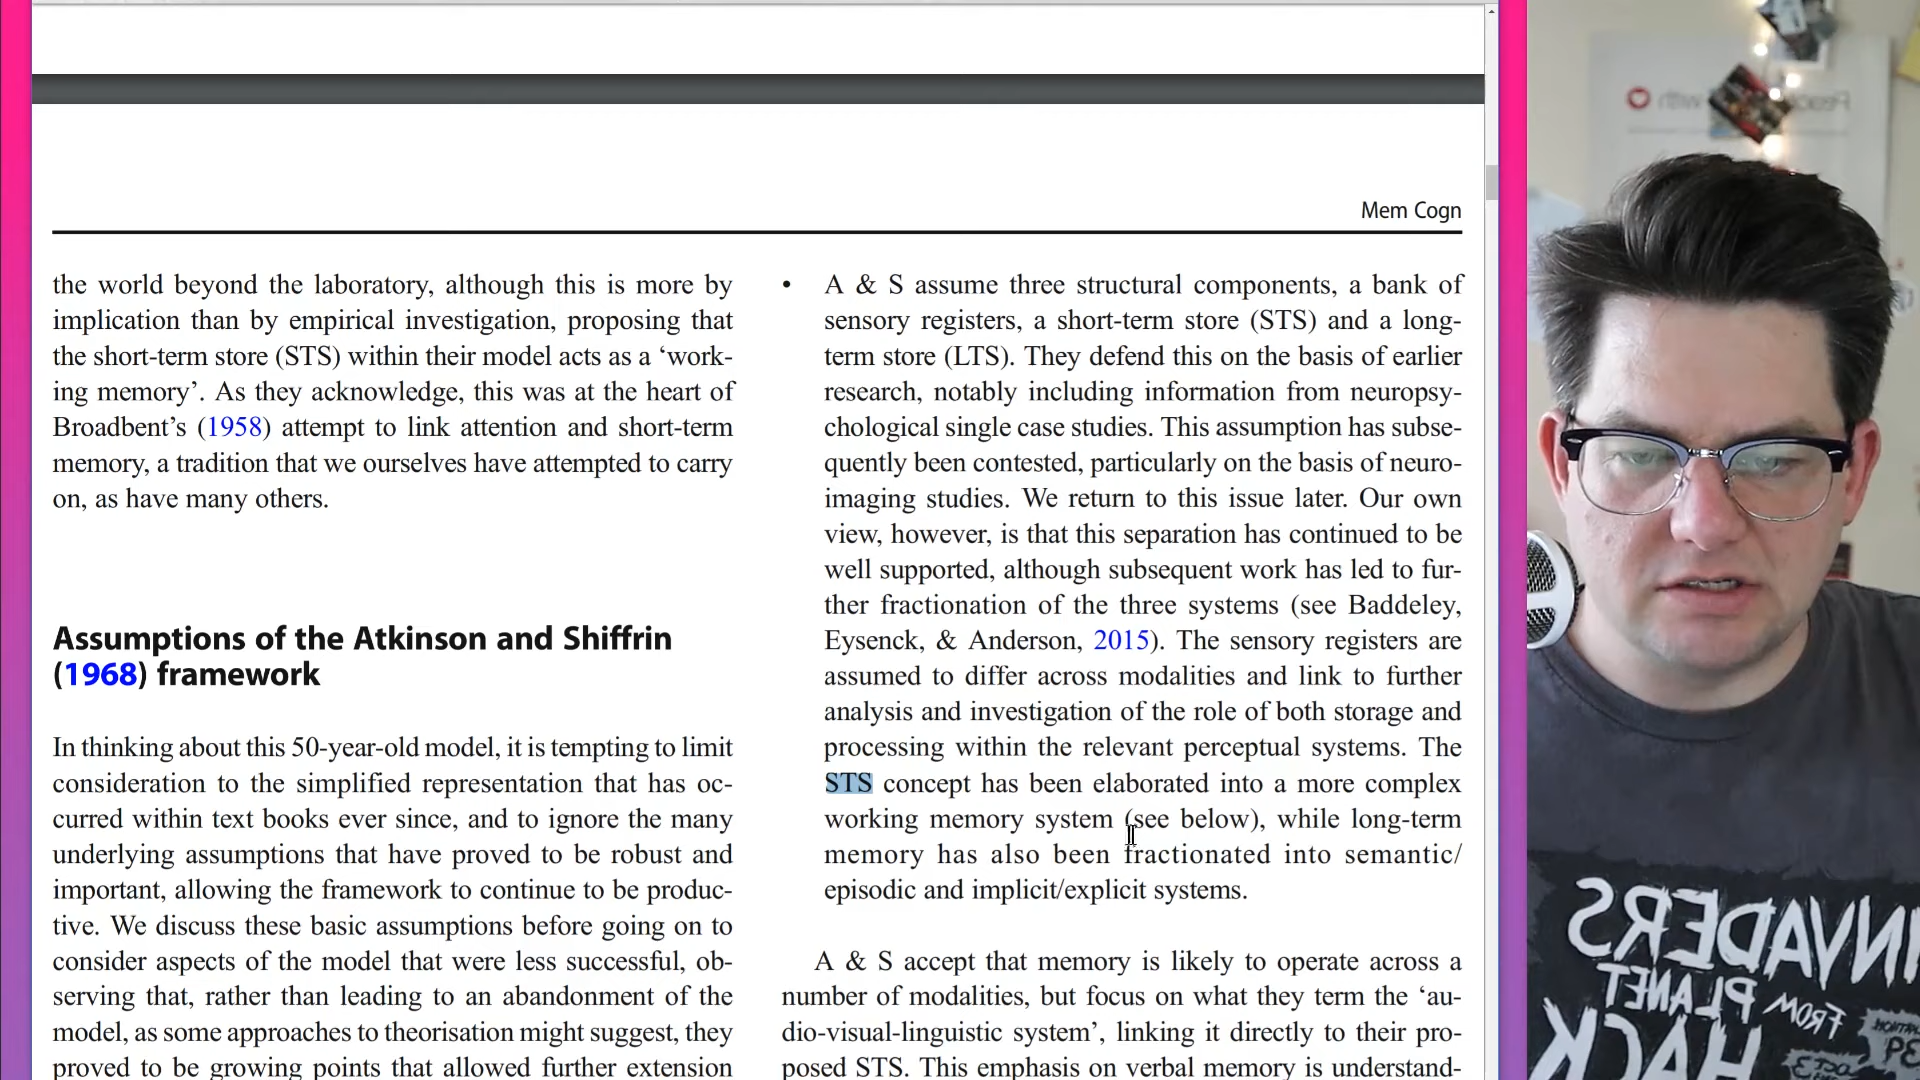 Mem Cogn
the world beyond the laboratory, although this is more by
implication than by empirical investigation, proposing that
the short-term store (STS) within their model acts as a ‘work-
ing memory’. As they acknowledge, this was at the heart of
Broadbent’s (1958) attempt to link attention and short-term
memory, a tradition that we ourselves have attempted to carry
on, as have many others.
Assumptions of the Atkinson and Shiffrin
(1968) framework
In thinking about this 50-year-old model, it is tempting to limit
consideration to the simplified representation that has oc-
curred within text books ever since, and to ignore the many
underlying assumptions that have proved to be robust and
important, allowing the framework to continue to be produc-
tive. We discuss these basic assumptions before going on to
consider aspects of the model that were less successful, ob-
serving that, rather than leading to an abandonment of the
model, as some approaches to theorisation might suggest, they
proved to be growing points that allowed further extension
• A & S assume three structural components, a bank of
sensory registers, a short-term store (STS) and a long-
term store (LTS). They defend this on the basis of earlier
research, notably including information from neuropsy-
chological single case studies. This assumption has subse-
quently been contested, particularly on the basis of neuro-
imaging studies. We return to this issue later. Our own
view, however, is that this separation has continued to be
well supported, although subsequent work has led to fur-
ther fractionation of the three systems (see Baddeley,
Eysenck, & Anderson, 2015). The sensory registers are
assumed to differ across modalities and link to further
analysis and investigation of the role of both storage and
processing within the relevant perceptual systems. The
STS concept has been elaborated into a more complex
working memory system (see below), while long-term
memory has also been fractionated into semantic/
episodic and implicit/explicit systems.
A & S accept that memory is likely to operate across a
number of modalities, but focus on what they term the ‘au-
dio-visual-linguistic system’, linking it directly to their pro-
posed STS. This emphasis on verbal memory is understand-
with
INVADERS
FROM
PLANET
HACK